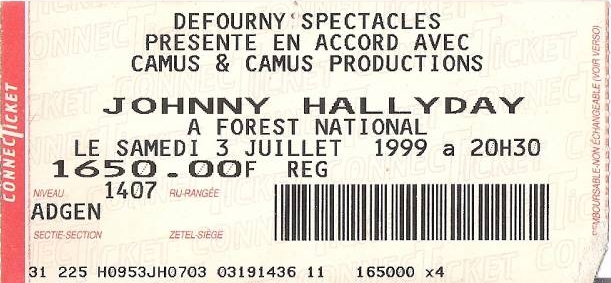 DEFOURNY SPECTACLES
PRESENTE EN ACCORD AVEC
CAMUS & CAMUS PRODUCTIONS
JOHNNY HALLYDAY
A FOREST NATIONAL
LE SAMEDI 3 JUILLET 1999 a 20H30
1650.00F REG
NIVEAU 1407 RU-RANGÉE
ADGEN
SECTIE-SECTION ZETEL-SIÈGE
31 225 H0953JH0703 03191436 11 165000 x4
CONNECTICKET
REMBOURSABLE-NON ÉCHANGEABLE (VOIR VERSO)